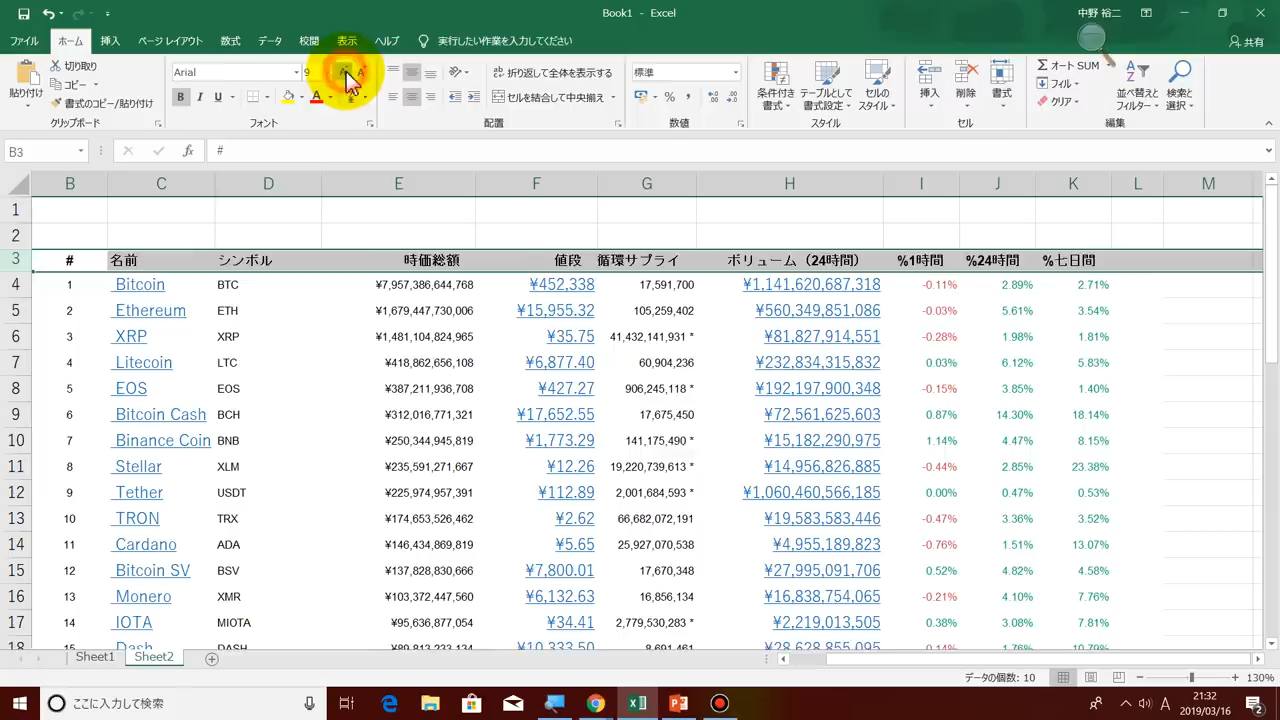 Book1 - Excel
中野 裕二
ファイル ホーム 挿入 ページ レイアウト 数式 データ 校閲 表示 ヘルプ 実行したい作業を入力してください 共有
貼り付け 切り取り コピー 書式のコピー/貼り付け クリップボード
Arial 9 B I U A フォント
折り返して全体を表示する セルを結合して中央揃え 配置
標準 % 数値
条件付き書式 テーブルとして書式設定 セルのスタイル スタイル
挿入 削除 書式 セル
オート SUM フィル クリア 並べ替えとフィルター 検索と選択 編集
B3 fx #
B C D E F G H I J K L M
1
2
3 # 名前 シンボル 時価総額 値段 循環サプライ ボリューム（24時間） %1時間 %24時間 %七日間
4 1 Bitcoin BTC ¥7,957,386,644,768 ¥452,338 17,591,700 ¥1,141,620,687,318 -0.11% 2.89% 2.71%
5 2 Ethereum ETH ¥1,679,447,730,006 ¥15,955.32 105,259,402 ¥560,349,851,086 -0.03% 5.61% 3.54%
6 3 XRP XRP ¥1,481,104,824,965 ¥35.75 41,432,141,931 * ¥81,827,914,551 -0.28% 1.98% 1.81%
7 4 Litecoin LTC ¥418,862,656,108 ¥6,877.40 60,904,236 ¥232,834,315,832 0.03% 6.12% 5.83%
8 5 EOS EOS ¥387,211,936,708 ¥427.27 906,245,118 * ¥192,197,900,348 -0.15% 3.85% 1.40%
9 6 Bitcoin Cash BCH ¥312,016,771,321 ¥17,652.55 17,675,450 ¥72,561,625,603 0.87% 14.30% 18.14%
10 7 Binance Coin BNB ¥250,344,945,819 ¥1,773.29 141,175,490 * ¥15,182,290,975 1.14% 4.47% 8.15%
11 8 Stellar XLM ¥235,591,271,667 ¥12.26 19,220,739,613 * ¥14,956,826,885 -0.44% 2.85% 23.38%
12 9 Tether USDT ¥225,974,957,391 ¥112.89 2,001,684,593 * ¥1,060,460,566,185 0.00% 0.47% 0.53%
13 10 TRON TRX ¥174,653,526,462 ¥2.62 66,682,072,191 ¥19,583,583,446 -0.47% 3.36% 3.52%
14 11 Cardano ADA ¥146,434,869,819 ¥5.65 25,927,070,538 ¥4,955,189,823 -0.76% 1.51% 13.07%
15 12 Bitcoin SV BSV ¥137,828,830,666 ¥7,800.01 17,670,348 ¥27,995,091,706 0.52% 4.82% 4.58%
16 13 Monero XMR ¥103,372,447,560 ¥6,132.63 16,856,134 ¥16,838,754,065 -0.21% 4.10% 7.76%
17 14 IOTA MIOTA ¥95,636,877,054 ¥34.41 2,779,530,283 * ¥2,219,013,505 0.38% 3.08% 7.81%
18 15 Dash DASH ¥89,813,233,134 ¥10,333.50 8,691,461 ¥28,628,855,095 0.14% 1.76% 10.79%
Sheet1 Sheet2
データの個数: 10 130%
ここに入力して検索 A 21:32
2019/03/16 2